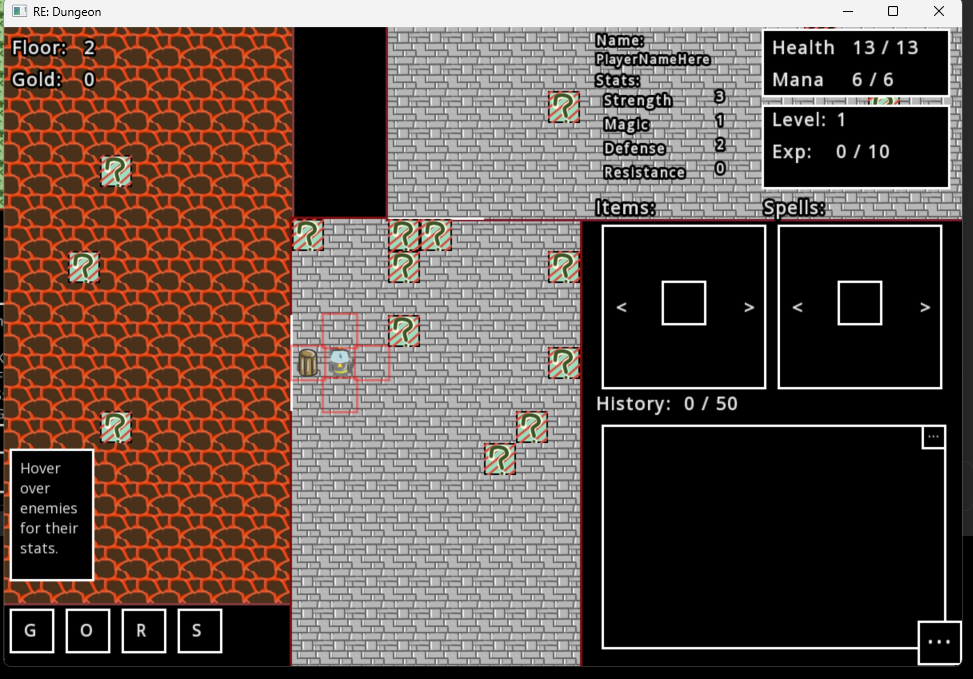 RE: Dungeon
Floor: 2
Gold: 0
Name:
PlayerNameHere
Stats:
Strength 3
Magic 1
Defense 2
Resistance 0
Health 13 / 13
Mana 6 / 6
Level: 1
Exp: 0 / 10
Items:
Spells:
< >
< >
History: 0 / 50
...
Hover
over
enemies
for their
stats.
G O R S
...